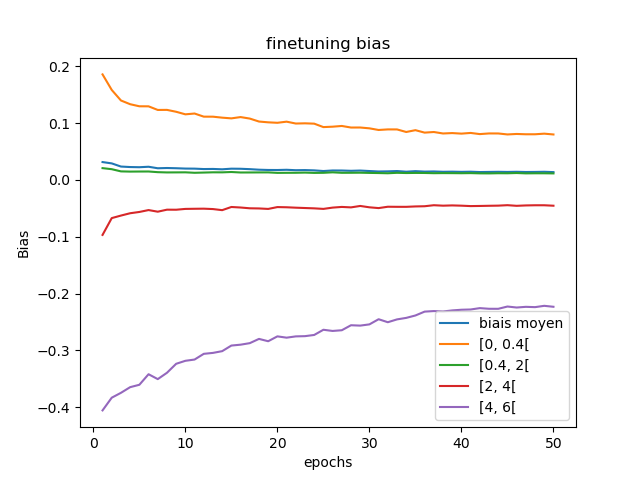 finetuning bias
Bias
0.2
0.1
0.0
−0.1
−0.2
−0.3
−0.4
biais moyen
[0, 0.4[
[0.4, 2[
[2, 4[
[4, 6[
0 10 20 30 40 50
epochs